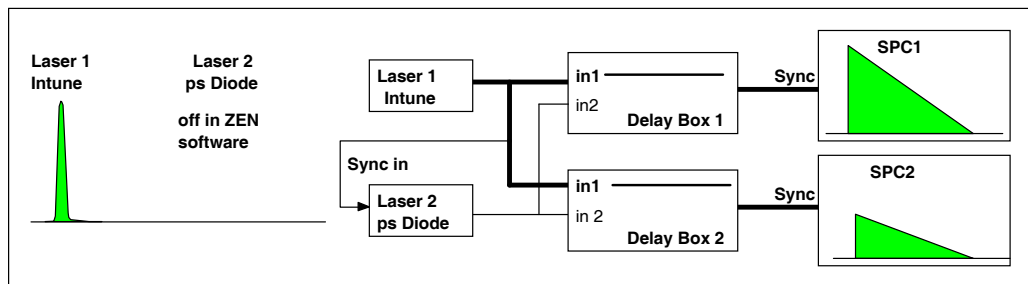 Laser 1
Intune
Laser 2
ps Diode
off in ZEN
software
Laser 1
Intune
Sync in
Laser 2
ps Diode
in1
in2
Delay Box 1
in1
in 2
Delay Box 2
Sync
SPC1
Sync
SPC2